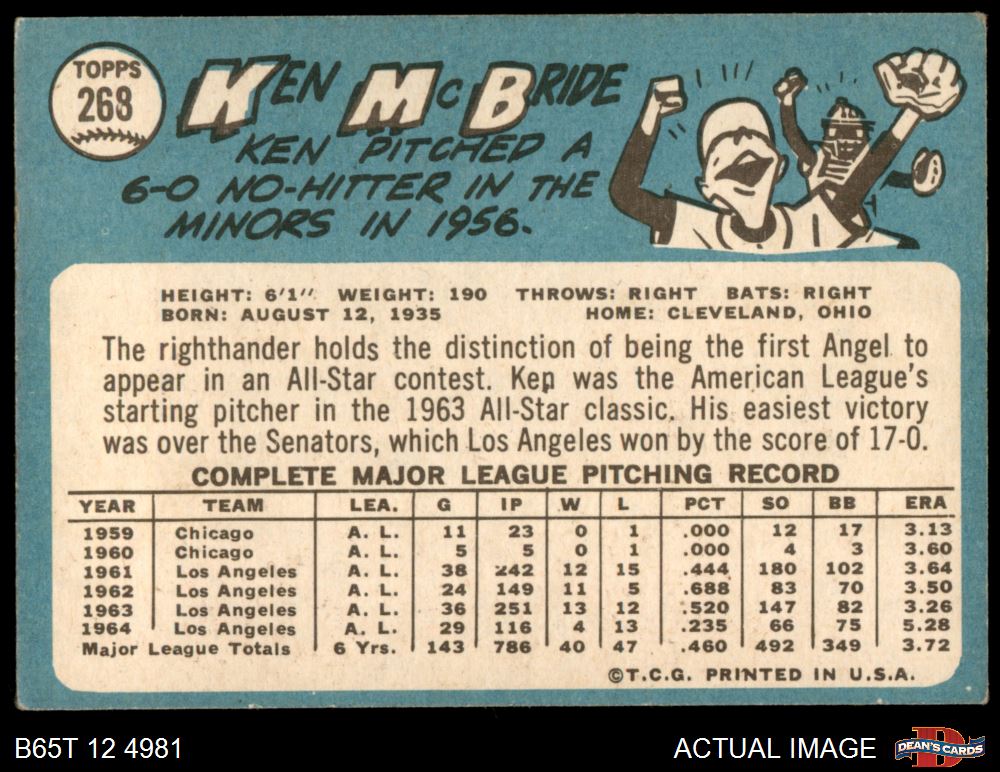 TOPPS
268
KEN McBRIDE
KEN PITCHED A
6-0 NO-HITTER IN THE
MINORS IN 1956.
HEIGHT: 6'1" WEIGHT: 190 THROWS: RIGHT BATS: RIGHT
BORN: AUGUST 12, 1935 HOME: CLEVELAND, OHIO
The righthander holds the distinction of being the first Angel to
appear in an All-Star contest. Ken was the American League's
starting pitcher in the 1963 All-Star classic. His easiest victory
was over the Senators, which Los Angeles won by the score of 17-0.
COMPLETE MAJOR LEAGUE PITCHING RECORD
YEAR TEAM LEA. G IP W L PCT SO BB ERA
1959 Chicago A. L. 11 23 0 1 .000 12 17 3.13
1960 Chicago A. L. 5 5 0 1 .000 4 3 3.60
1961 Los Angeles A. L. 38 242 12 15 .444 180 102 3.64
1962 Los Angeles A. L. 24 149 11 5 .688 83 70 3.50
1963 Los Angeles A. L. 36 251 13 12 .520 147 82 3.26
1964 Los Angeles A. L. 29 116 4 13 .235 66 75 5.28
Major League Totals 6 Yrs. 143 786 40 47 .460 492 349 3.72
©T.C.G. PRINTED IN U.S.A.
B65T 12 4981 ACTUAL IMAGE DEAN'S CARDS